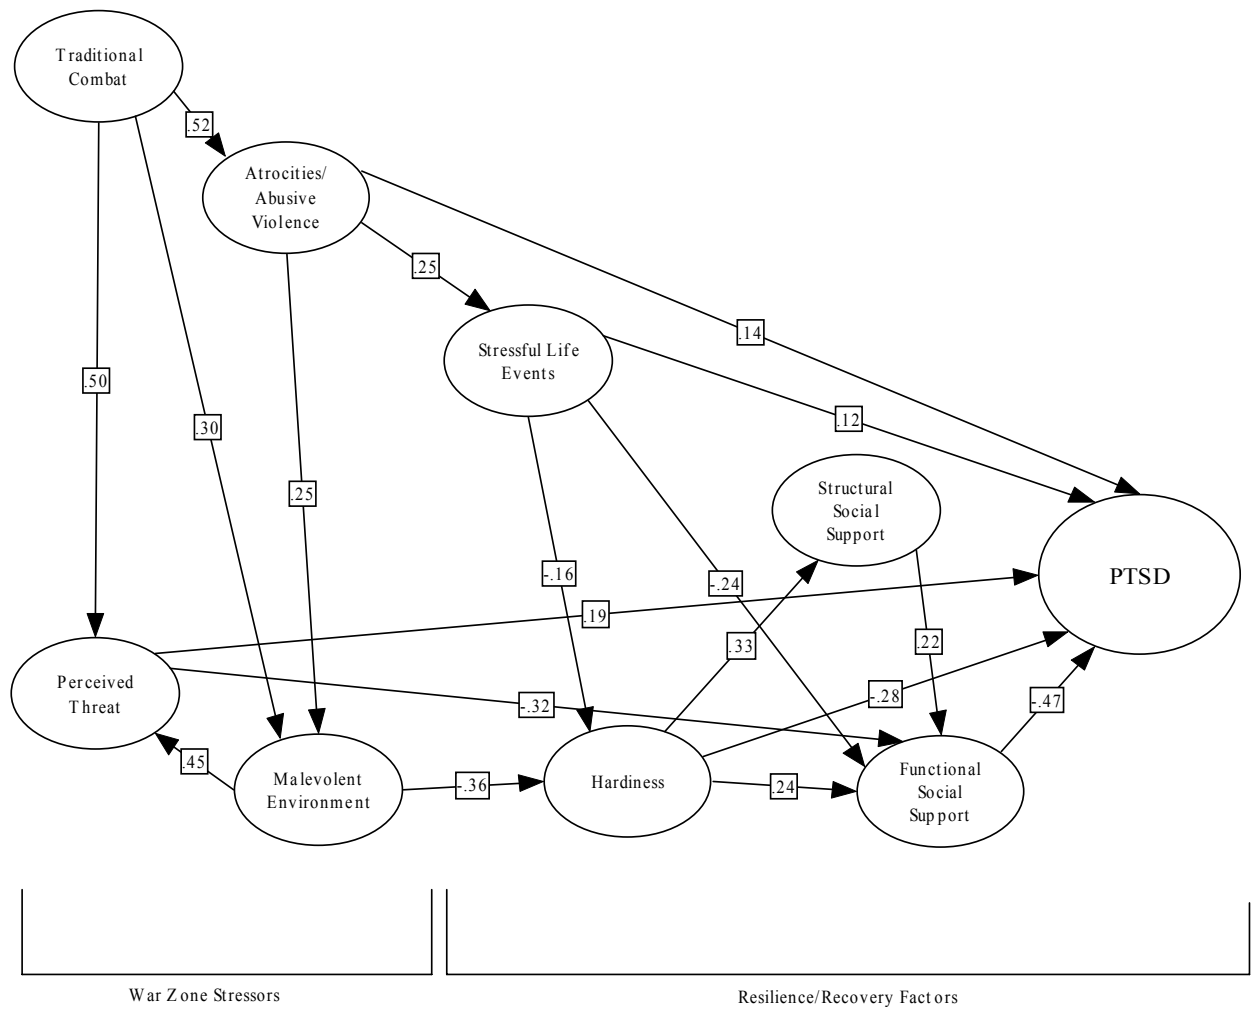 Traditional
Combat
.52
Atrocities/
Abusive
Violence
.25
.14
Stressful Life
Events
.50
.12
.30
.25
Structural
Social
Support
-.16
-.24
PTSD
.19
.33
.22
Perceived
Threat
-.32
-.28
-.47
.45
Malevolent
Environment
-.36
Hardiness
.24
Functional
Social
Support
War Zone Stressors
Resilience/Recovery Factors